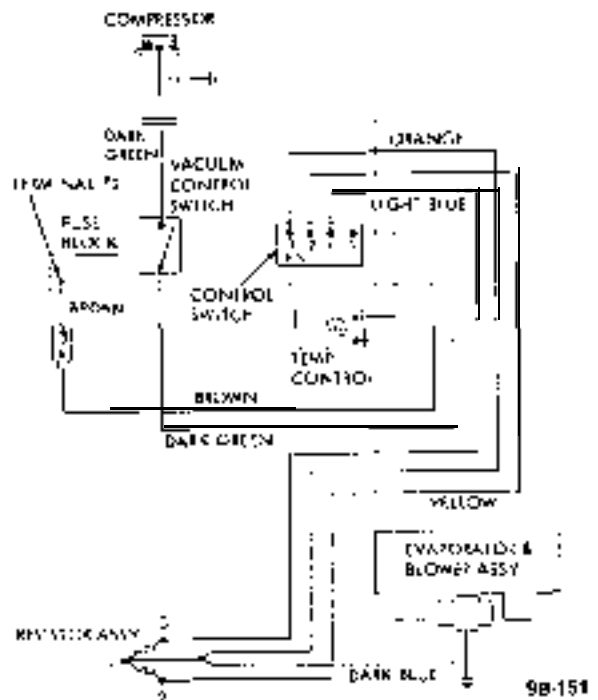 COMPRESSOR
DARK
GREEN
VACUUM
CONTROL
SWITCH
ORANGE
LIGHT BLUE
FUSE
BLOCK
CONTROL
SWITCH
BROWN
TEMP
CONTROL
BROWN
DARK GREEN
YELLOW
EVAPORATOR &
BLOWER ASSY
RESISTOR ASSY
DARK BLUE
9B-151